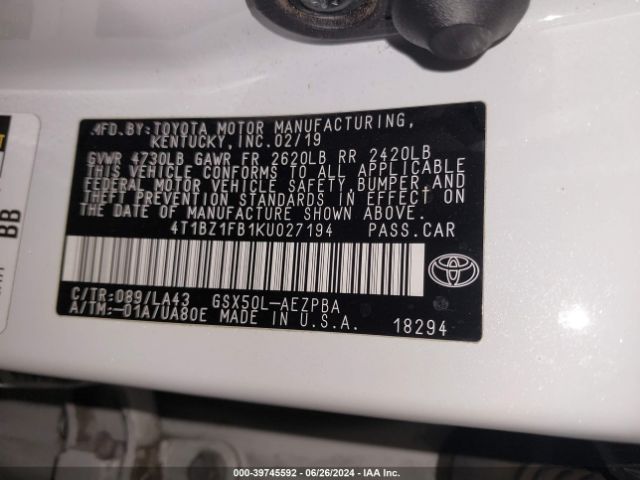 MFD. BY: TOYOTA MOTOR MANUFACTURING,
KENTUCKY, INC. 02/19
GVWR 4730LB GAWR FR 2620LB RR 2420LB
THIS VEHICLE CONFORMS TO ALL APPLICABLE
FEDERAL MOTOR VEHICLE SAFETY, BUMPER, AND
THEFT PREVENTION STANDARDS IN EFFECT ON
THE DATE OF MANUFACTURE SHOWN ABOVE.
4T1BZ1FB1KU027194 PASS.CAR
C/TR: 089/LA43 GSX50L-AEZPBA
A/TM:-01A/UA80E MADE IN U.S.A.
18294
TOYOTA
BB
000-39745592 - 06/26/2024 - IAA Inc.